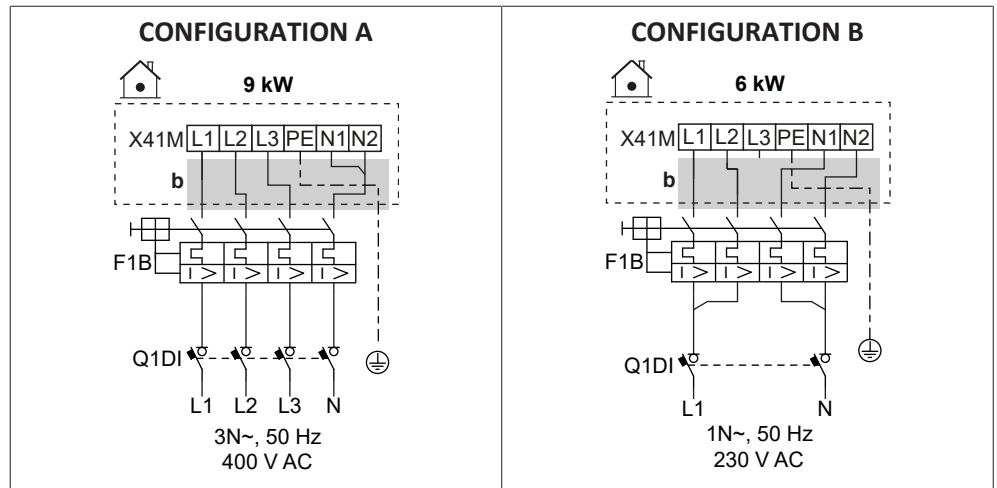 CONFIGURATION A
9 kW
X41M L1 L2 L3 PE N1 N2
b
F1B
I > I > I > I >
Q1DI
L1 L2 L3 N
3N~, 50 Hz
400 V AC
CONFIGURATION B
6 kW
X41M L1 L2 L3 PE N1 N2
b
F1B
I > I > I > I >
Q1DI
L1 N
1N~, 50 Hz
230 V AC